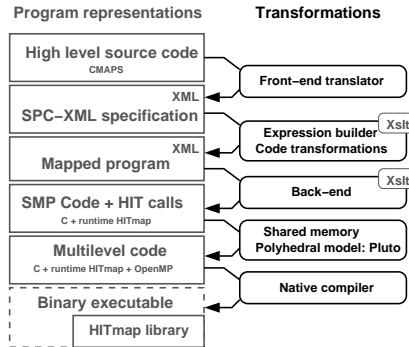 Program representations
Transformations
High level source code
CMAPS
Front−end translator
XML
SPC−XML specification
Xslt
Expression builder
Code transformations
XML
Mapped program
Xslt
Back−end
SMP Code + HIT calls
C + runtime HITmap
Shared memory
Polyhedral model: Pluto
Multilevel code
C + runtime HITmap + OpenMP
Native compiler
Binary executable
HITmap library